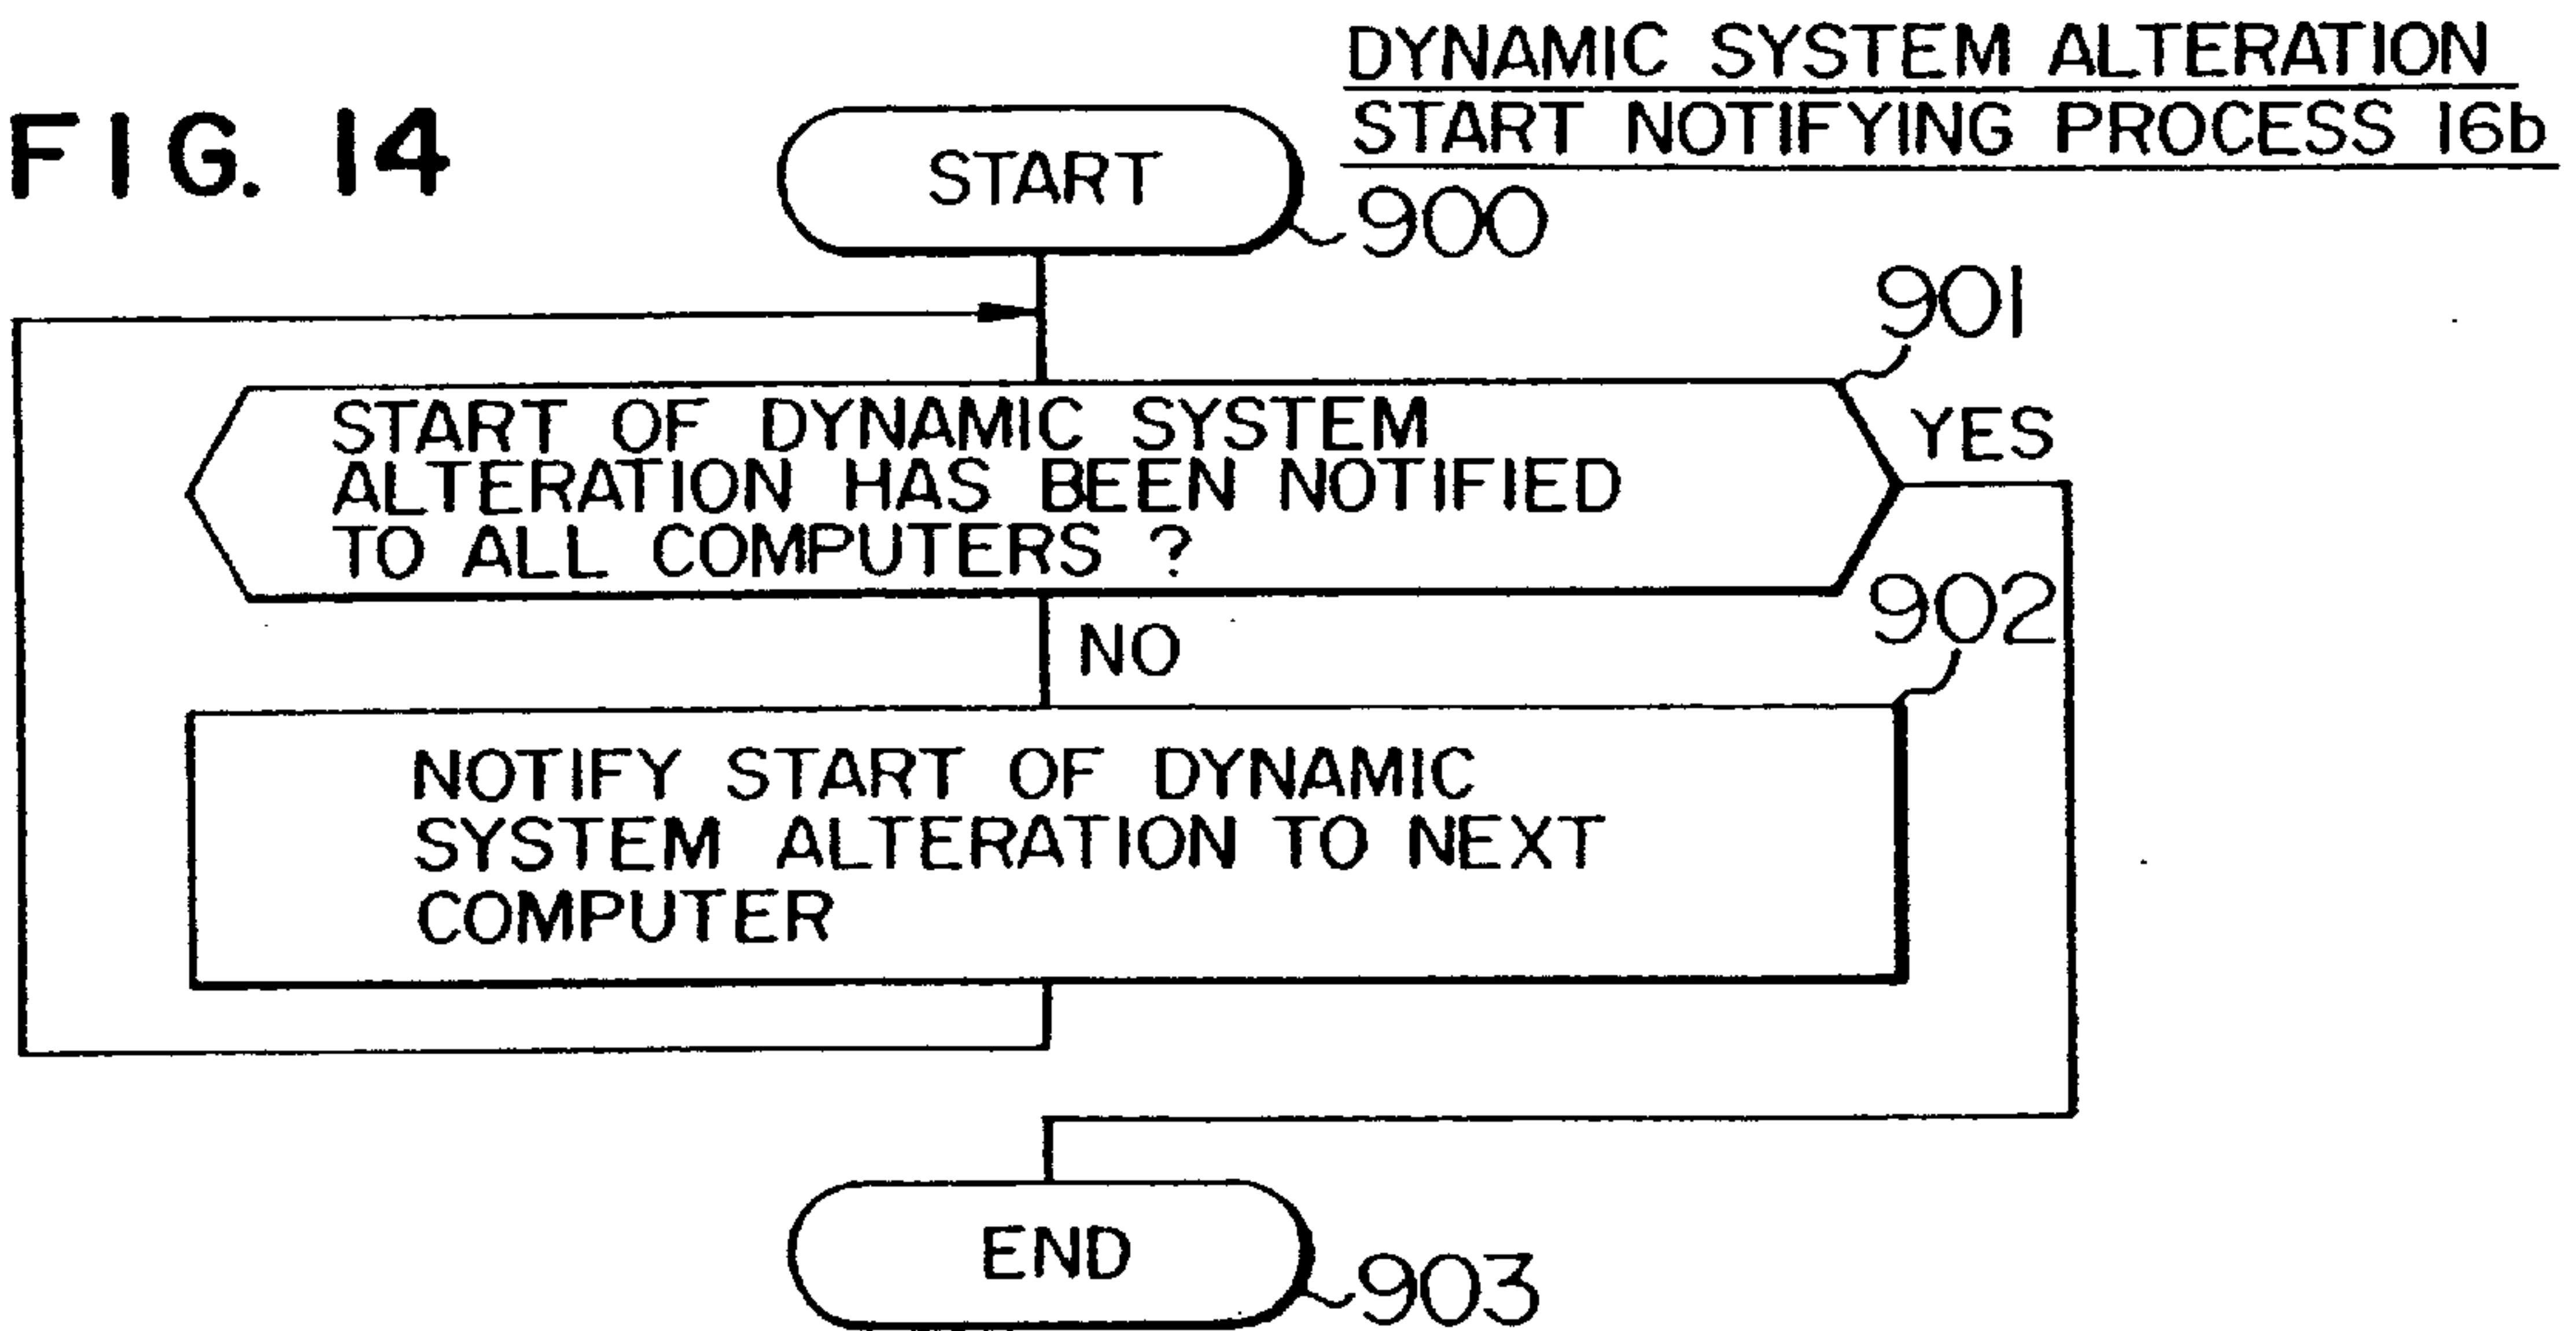 FIG. 14
DYNAMIC SYSTEM ALTERATION
START NOTIFYING PROCESS 16b
START
900
901
START OF DYNAMIC SYSTEM
ALTERATION HAS BEEN NOTIFIED
TO ALL COMPUTERS ?
YES
NO
902
NOTIFY START OF DYNAMIC
SYSTEM ALTERATION TO NEXT
COMPUTER
END
903